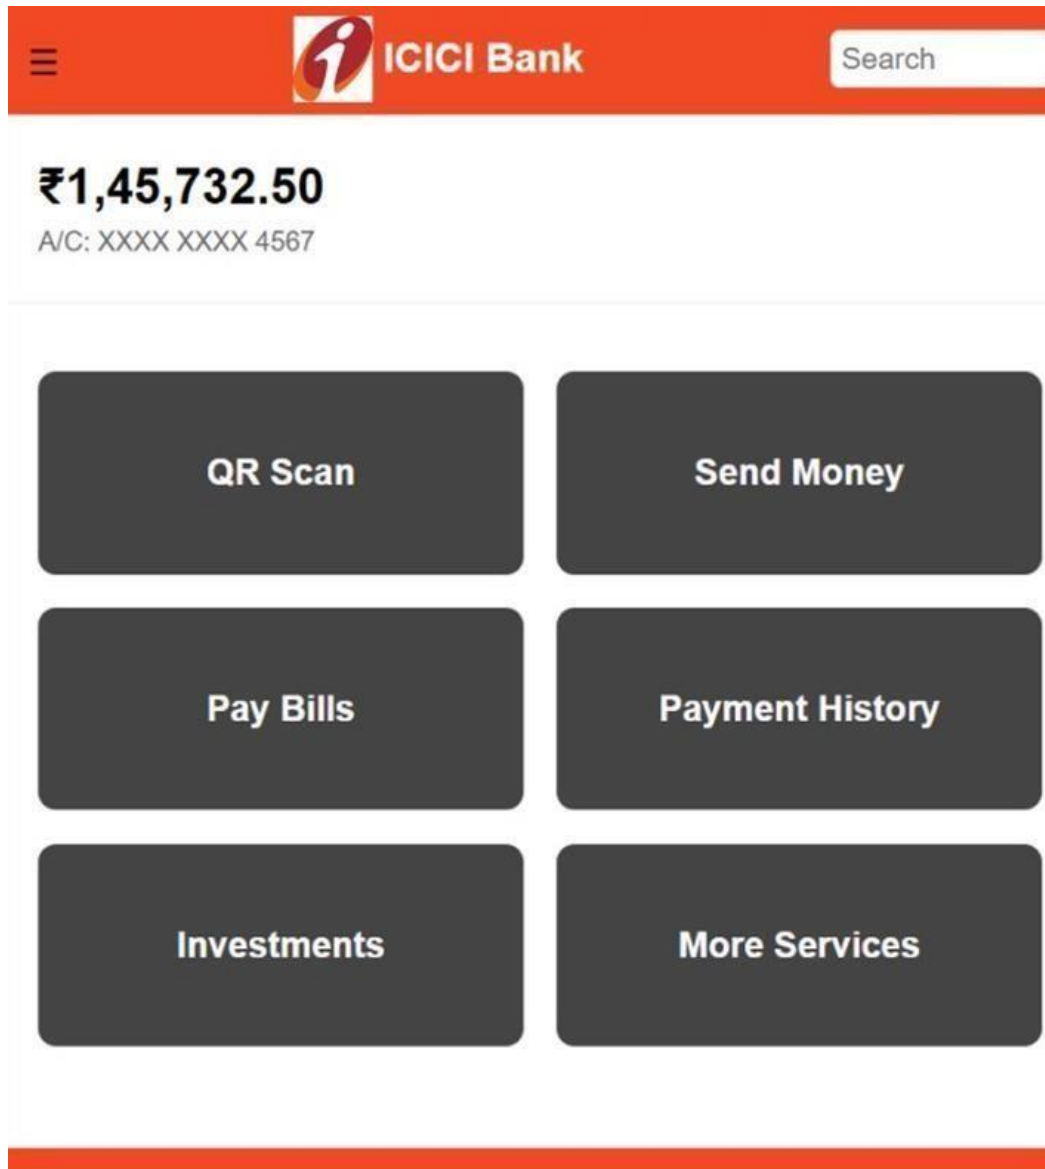 ☰ ICICI Bank Search
₹1,45,732.50
A/C: XXXX XXXX 4567
QR Scan Send Money
Pay Bills Payment History
Investments More Services